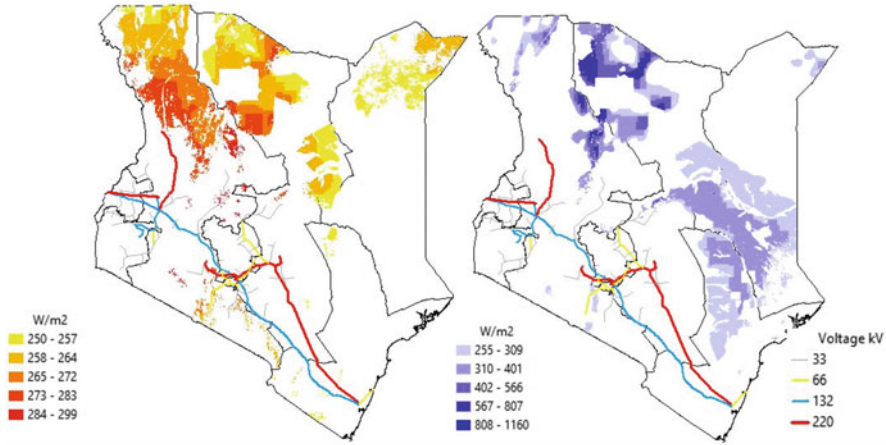 W/m2
250 - 257
258 - 264
265 - 272
273 - 283
284 - 299
W/m2
255 - 309
310 - 401
402 - 566
567 - 807
808 - 1160
Voltage kV
33
66
132
220